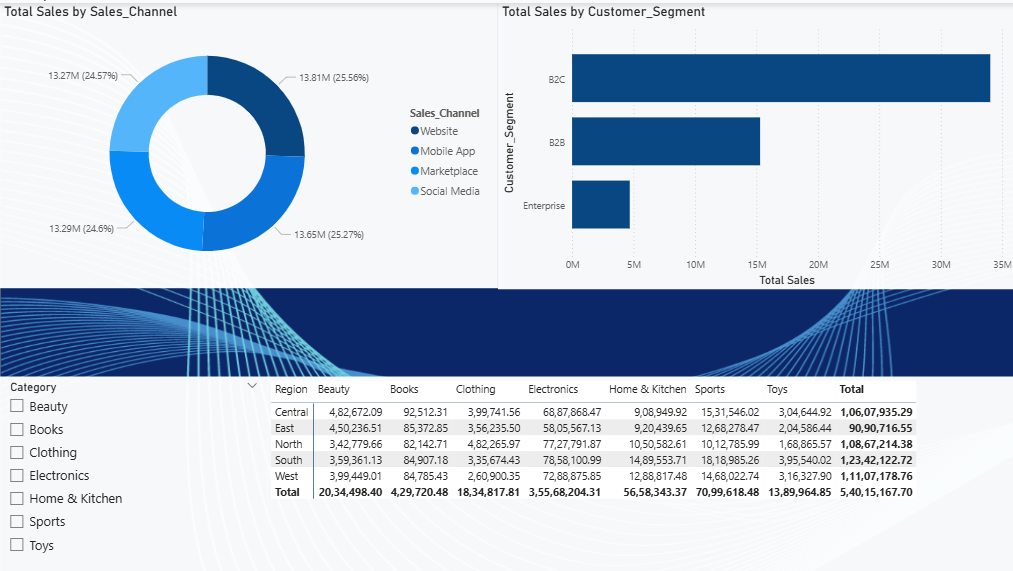 Total Sales by Sales_Channel
13.27M (24.57%)
13.81M (25.56%)
13.29M (24.6%)
13.65M (25.27%)
Sales_Channel
Website
Mobile App
Marketplace
Social Media
Total Sales by Customer_Segment
Customer_Segment
B2C
B2B
Enterprise
0M 5M 10M 15M 20M 25M 30M 35M
Total Sales
Category
Beauty
Books
Clothing
Electronics
Home & Kitchen
Sports
Toys
Region Beauty Books Clothing Electronics Home & Kitchen Sports Toys Total
Central 4,82,672.09 92,512.31 3,99,741.56 68,87,868.47 9,08,949.92 15,31,546.02 3,04,644.92 1,06,07,935.29
East 4,50,236.51 85,372.85 3,56,235.50 58,05,567.13 9,20,439.65 12,68,278.47 2,04,586.44 90,90,716.55
North 3,42,779.66 82,142.71 4,82,265.97 77,27,791.87 10,50,582.61 10,12,785.99 1,68,865.57 1,08,67,214.38
South 3,59,361.13 84,907.18 3,35,674.43 78,58,100.99 14,89,553.71 18,18,985.26 3,95,540.02 1,23,42,122.72
West 3,99,449.01 84,785.43 2,60,900.35 72,88,875.85 12,88,817.48 14,68,022.74 3,16,327.90 1,11,07,178.76
Total 20,34,498.40 4,29,720.48 18,34,817.81 3,55,68,204.31 56,58,343.37 70,99,618.48 13,89,964.85 5,40,15,167.70